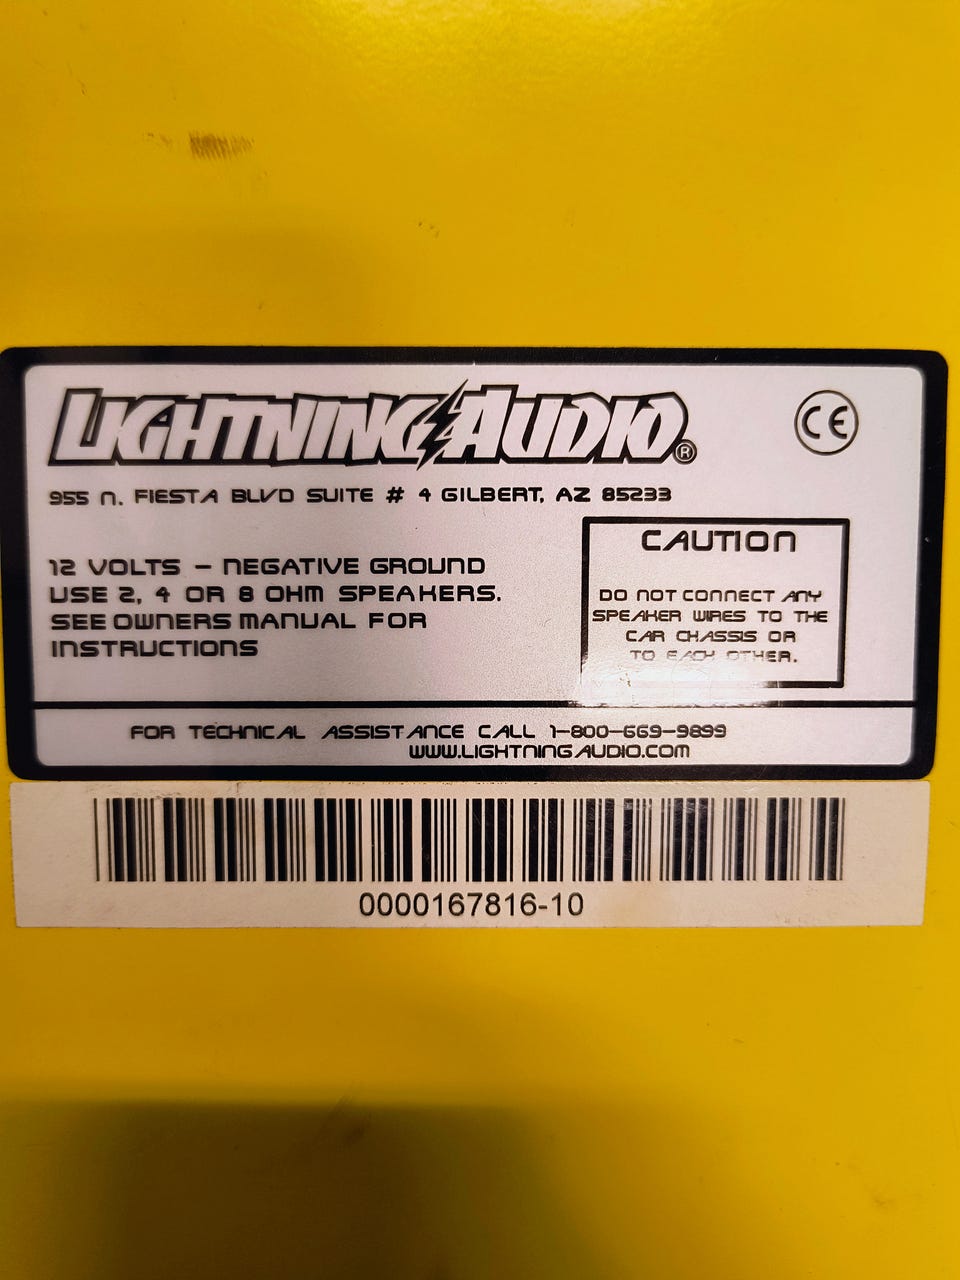 LIGHTNING AUDIO®
CE
955 N. FIESTA BLVD SUITE # 4 GILBERT, AZ 85233
12 VOLTS – NEGATIVE GROUND
USE 2, 4 OR 8 OHM SPEAKERS.
SEE OWNERS MANUAL FOR
INSTRUCTIONS
CAUTION
DO NOT CONNECT ANY
SPEAKER WIRES TO THE
CAR CHASSIS OR
TO EACH OTHER.
FOR TECHNICAL ASSISTANCE CALL 1-800-669-9899
WWW.LIGHTNINGAUDIO.COM
0000167816-10